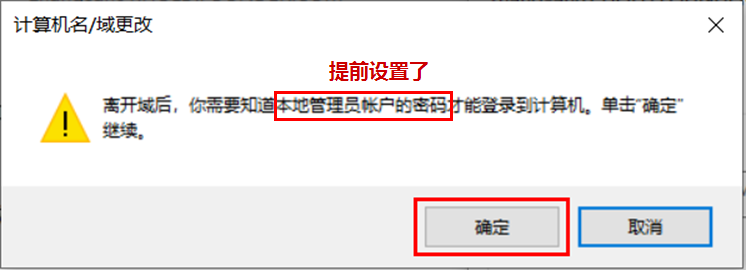 计算机名/域更改
提前设置了
离开域后，你需要知道本地管理员帐户的密码才能登录到计算机。单击“确定”
继续。
确定
取消